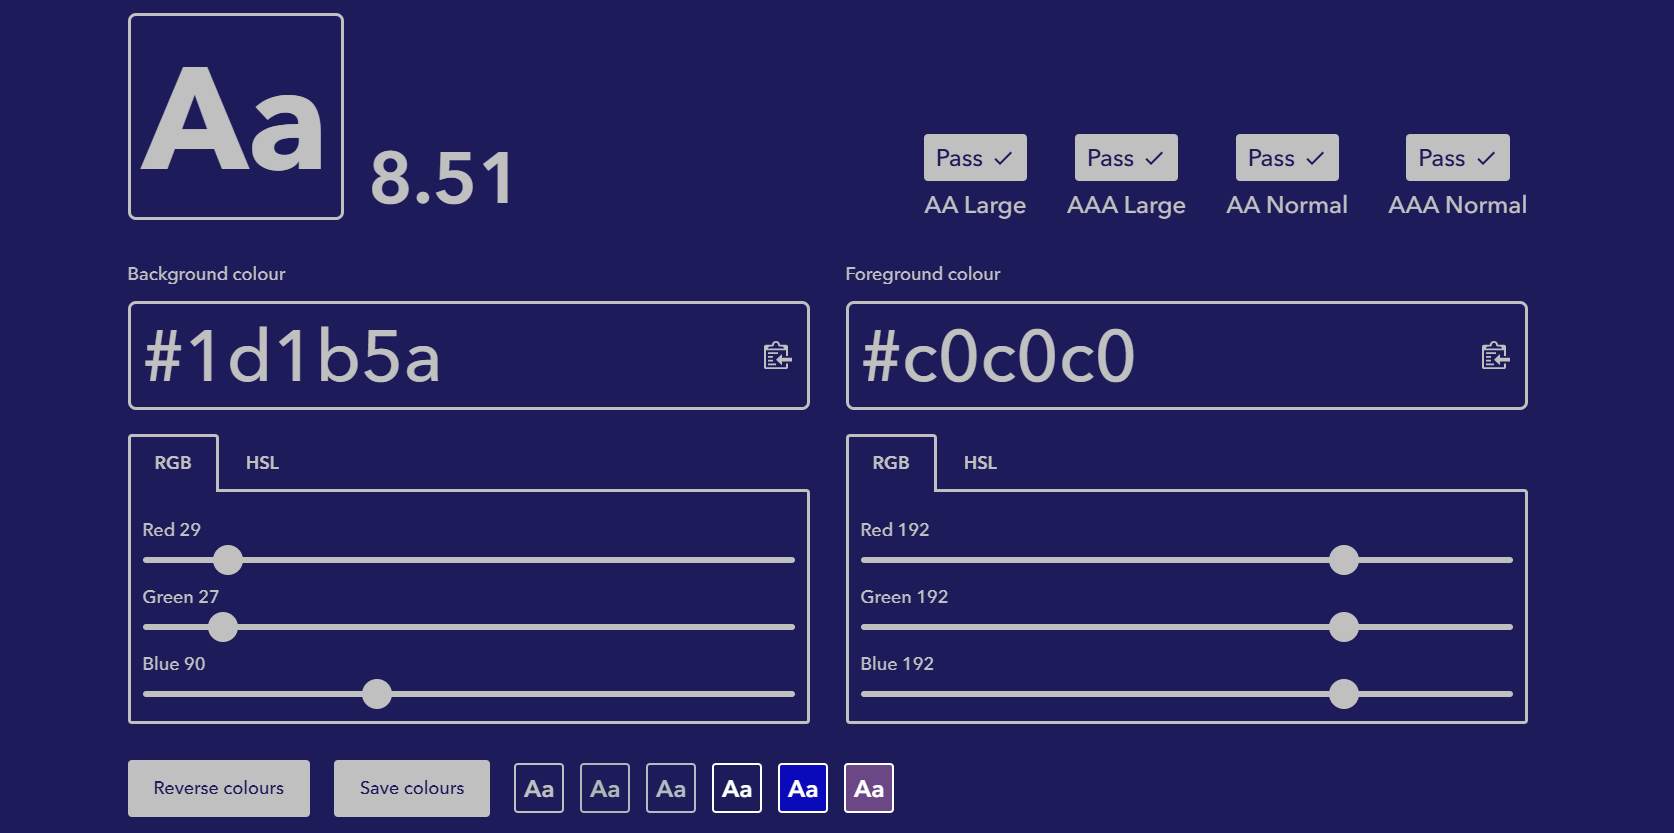 Aa
8.51
Pass ✓ Pass ✓ Pass ✓ Pass ✓
AA Large AAA Large AA Normal AAA Normal
Background colour
#1d1b5a
RGB HSL
Red 29
Green 27
Blue 90
Foreground colour
#c0c0c0
RGB HSL
Red 192
Green 192
Blue 192
Reverse colours Save colours Aa Aa Aa Aa Aa Aa